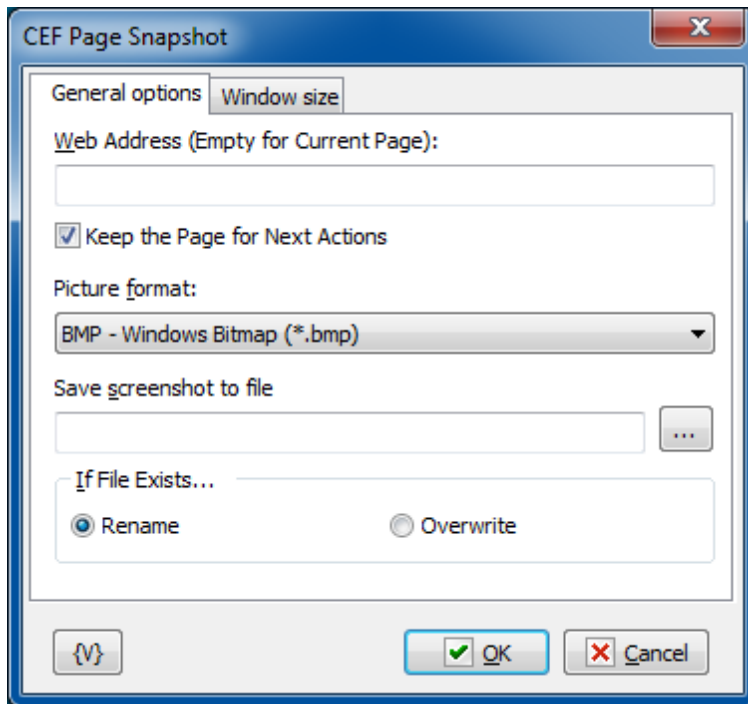 CEF Page Snapshot
General options
Window size
Web Address (Empty for Current Page):
Keep the Page for Next Actions
Picture format:
BMP - Windows Bitmap (*.bmp)
Save screenshot to file
...
If File Exists...
Rename
Overwrite
{V}
OK
Cancel